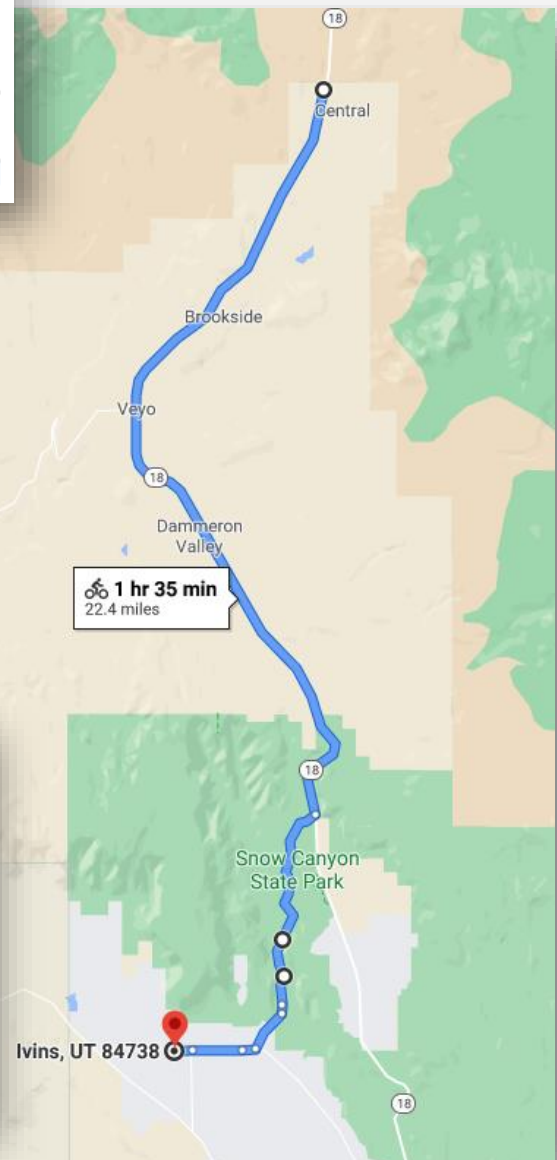 18
Central
Brookside
Veyo
18
Dammeron
Valley
1 hr 35 min
22.4 miles
18
Snow Canyon
State Park
Ivins, UT 84738
18